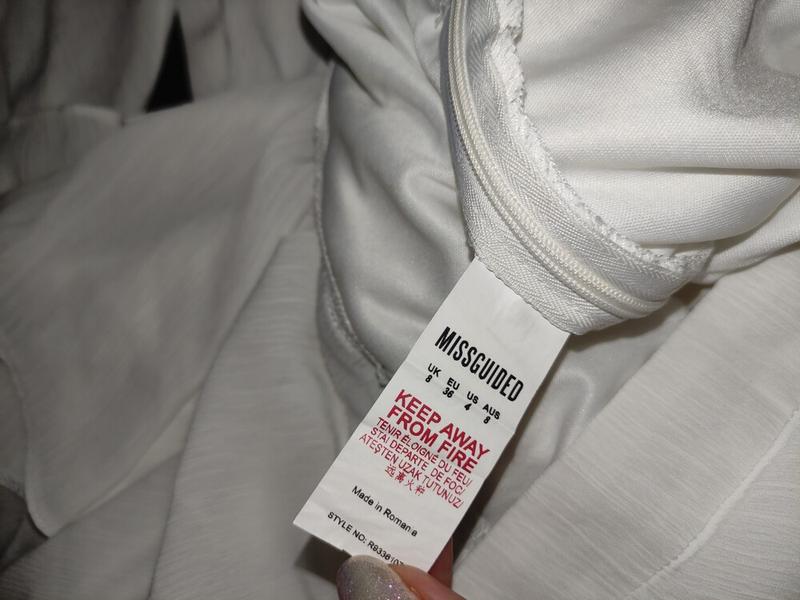 MISSGUIDED
UK EU US AUS
8 36 4 8
KEEP AWAY
FROM FIRE
TENIR ÉLOIGNÉ DU FEU/
STAI DEPARTE DE FOC/
ATEŞTEN UZAK TUTUNUZ/
远离火种
Made in Romania
STYLE NO: